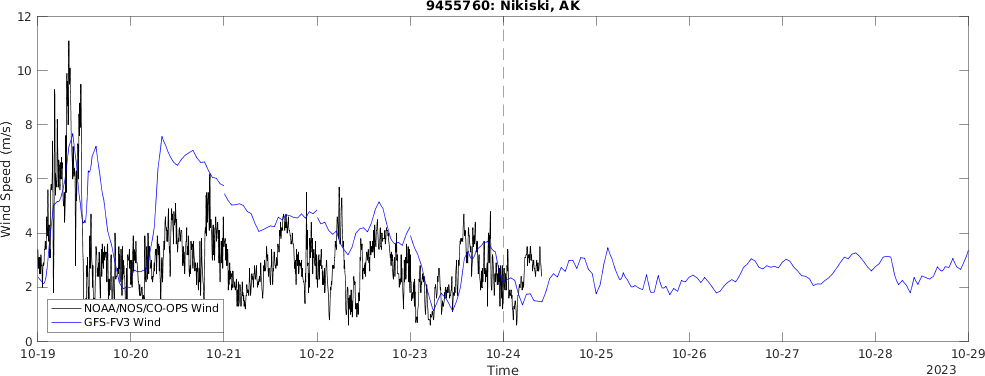 9455760: Nikiski, AK
Wind Speed (m/s)
12
10
8
6
4
2
0
NOAA/NOS/CO-OPS Wind
GFS-FV3 Wind
10-19 10-20 10-21 10-22 10-23 10-24 10-25 10-26 10-27 10-28 10-29
Time
2023